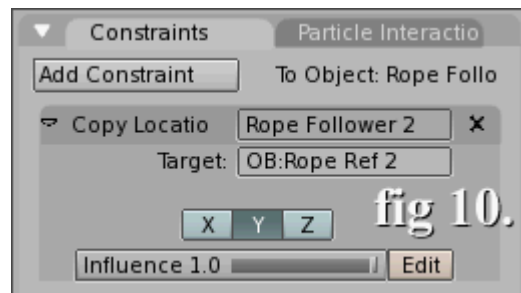 Constraints Particle Interactio
Add Constraint To Object: Rope Follo
Copy Locatio Rope Follower 2 X
Target: OB:Rope Ref 2
X Y Z
fig 10.
Influence 1.0 Edit